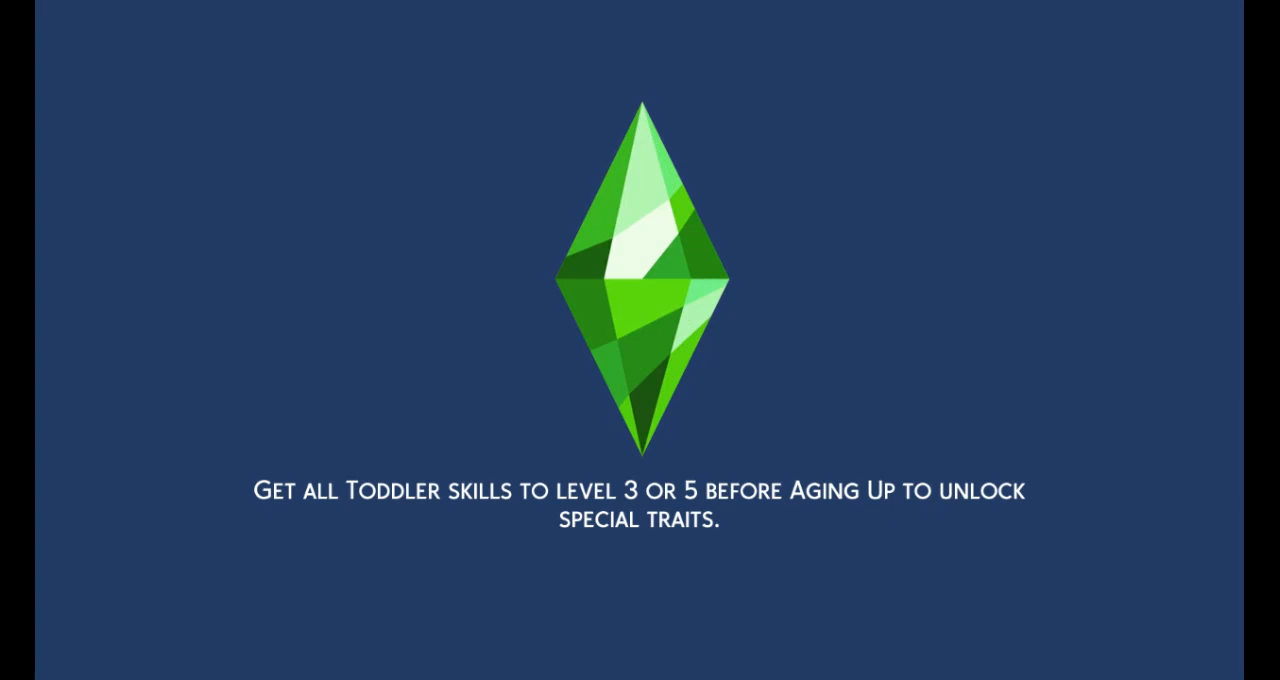 Get all Toddler skills to level 3 or 5 before Aging Up to unlock
special traits.